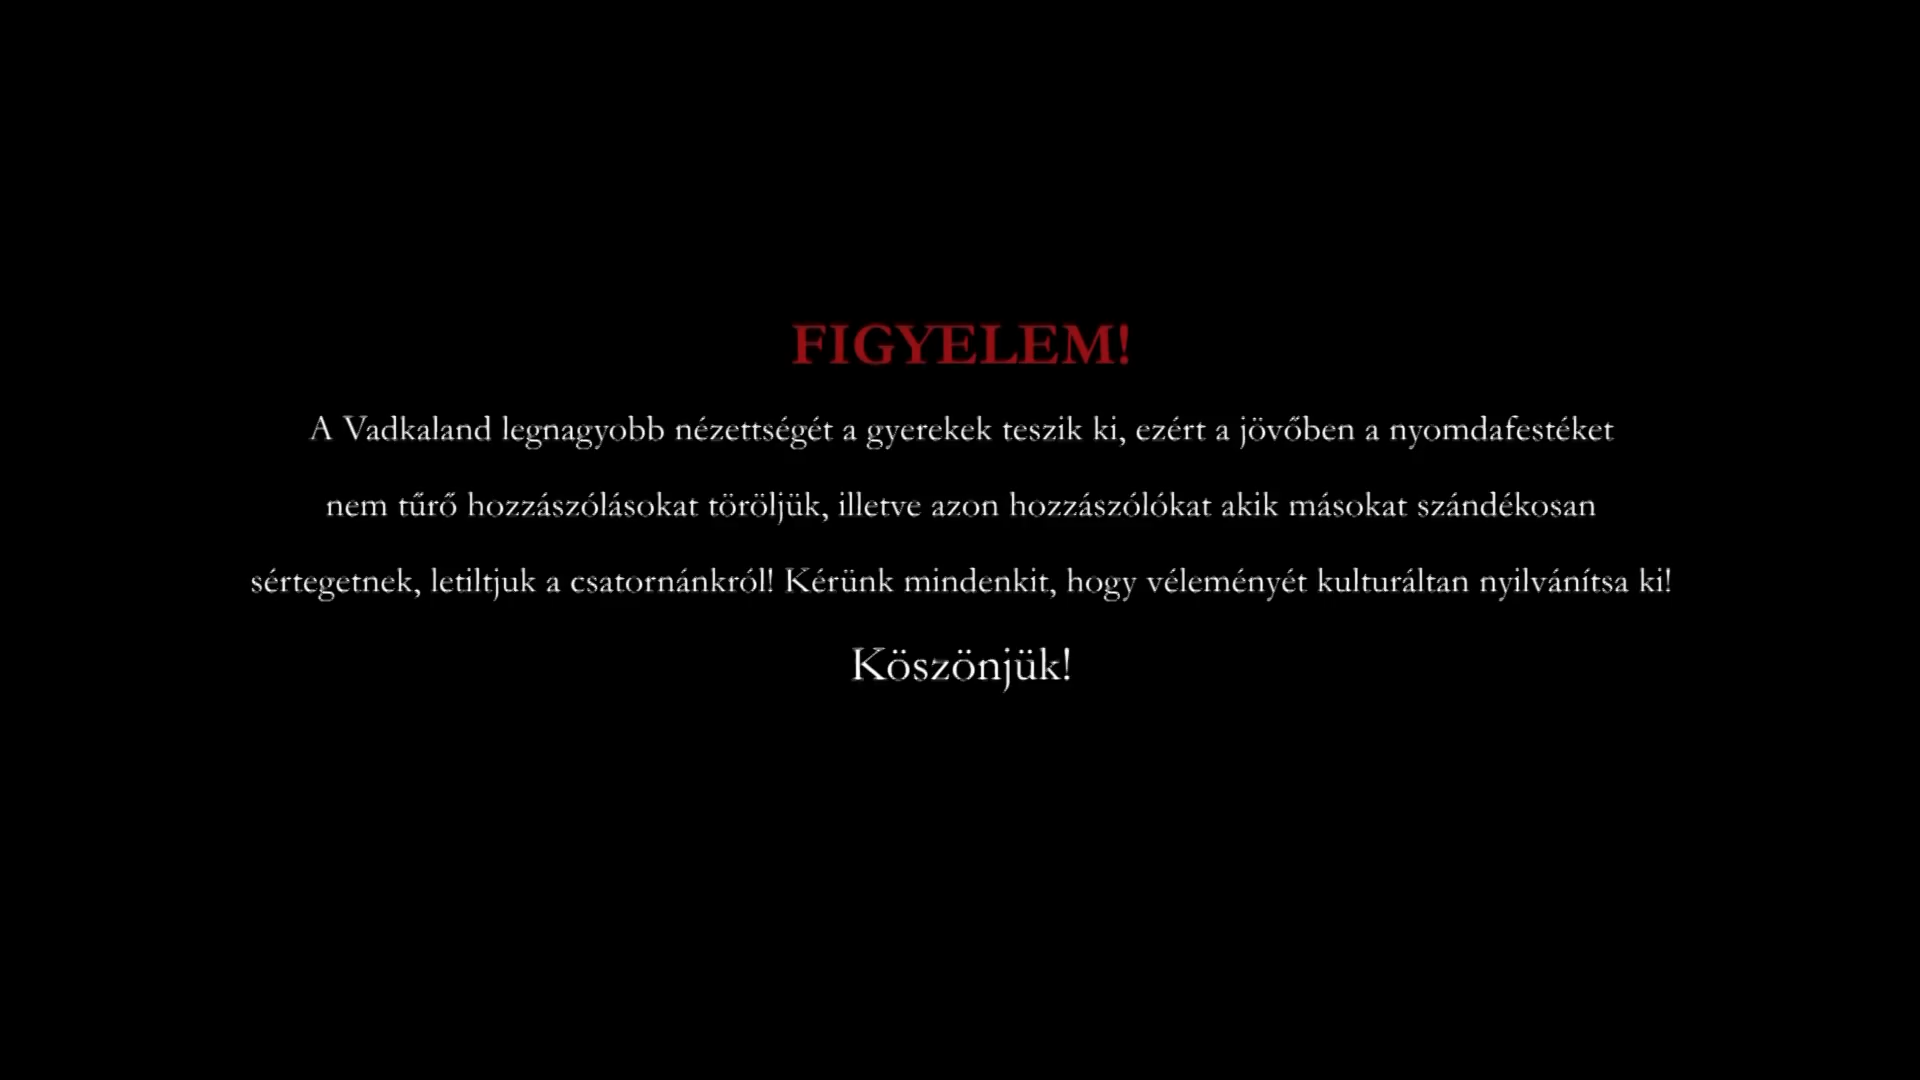 FIGYELEM!
A Vadkaland legnagyobb nézettségét a gyerekek teszik ki, ezért a jövőben a nyomdafestéket
nem tűrő hozzászólásokat töröljük, illetve azon hozzászólókat akik másokat szándékosan
sértegetnek, letiltjuk a csatornánkról! Kérünk mindenkit, hogy véleményét kulturáltan nyilvánítsa ki!
Köszönjük!